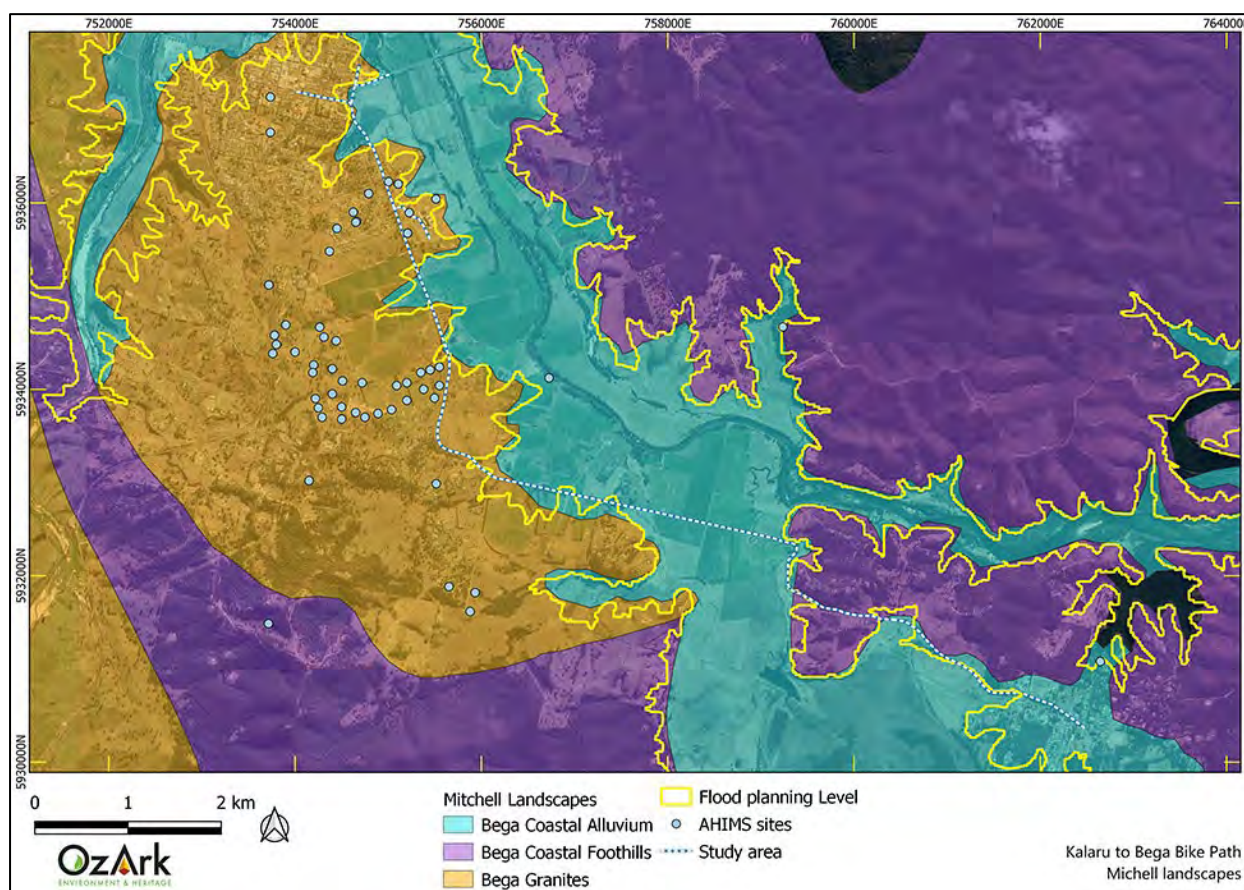 752000E 754000E 756000E 758000E 760000E 762000E 764000E
5936000N
5934000N
5932000N
5930000N
0 1 2 km
Mitchell Landscapes
Bega Coastal Alluvium
Bega Coastal Foothills
Bega Granites
Flood planning Level
AHIMS sites
Study area
OzArk
ENVIRONMENT & HERITAGE
Kalaru to Bega Bike Path
Michell landscapes